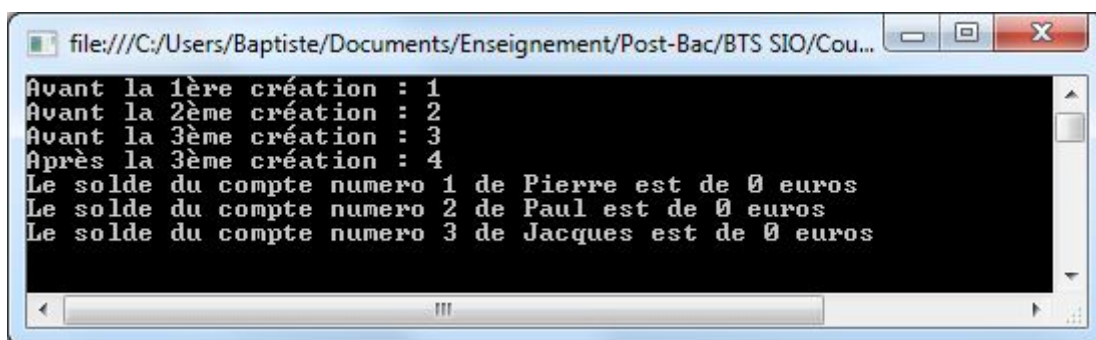 file:///C:/Users/Baptiste/Documents/Enseignement/Post-Bac/BTS SIO/Cou...
Avant la 1ère création : 1
Avant la 2ème création : 2
Avant la 3ème création : 3
Après la 3ème création : 4
Le solde du compte numero 1 de Pierre est de 0 euros
Le solde du compte numero 2 de Paul est de 0 euros
Le solde du compte numero 3 de Jacques est de 0 euros